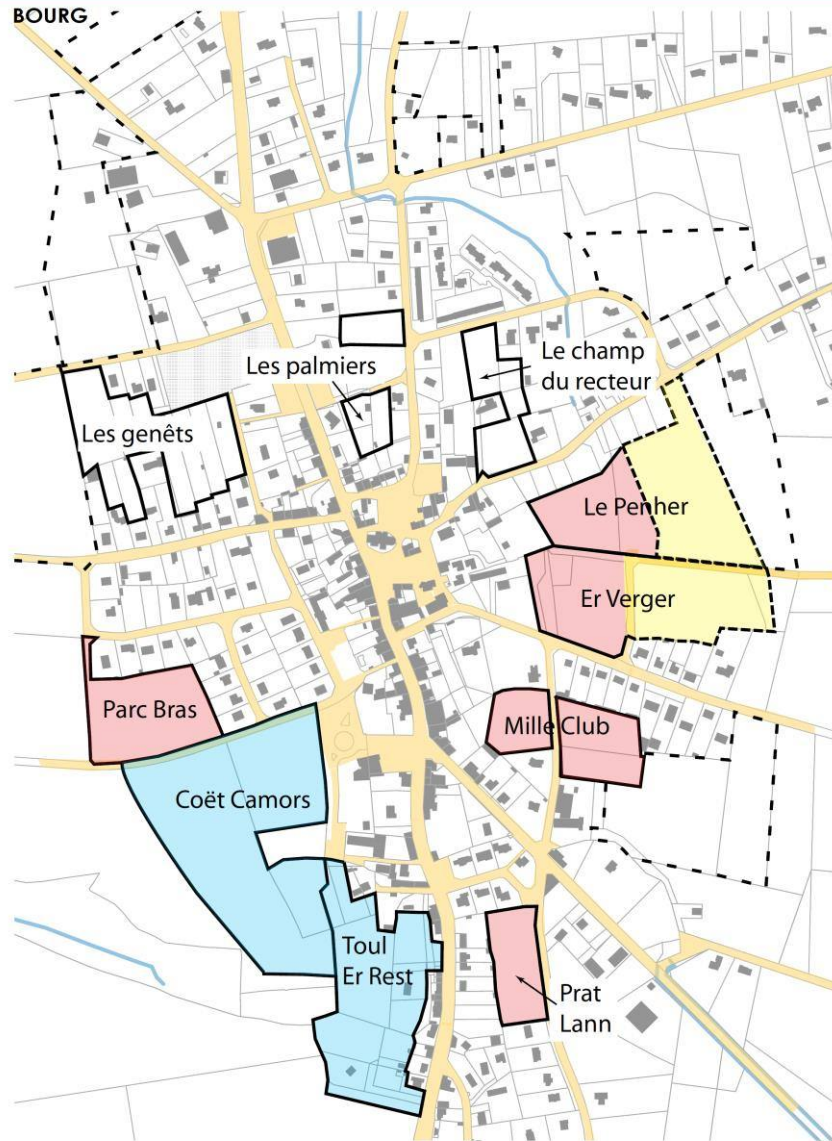 BOURG
Les palmiers
Le champ
du recteur
Les genêts
Le Penher
Er Verger
Parc Bras
Mille Club
Coët Camors
Toul
Er Rest
Prat
Lann